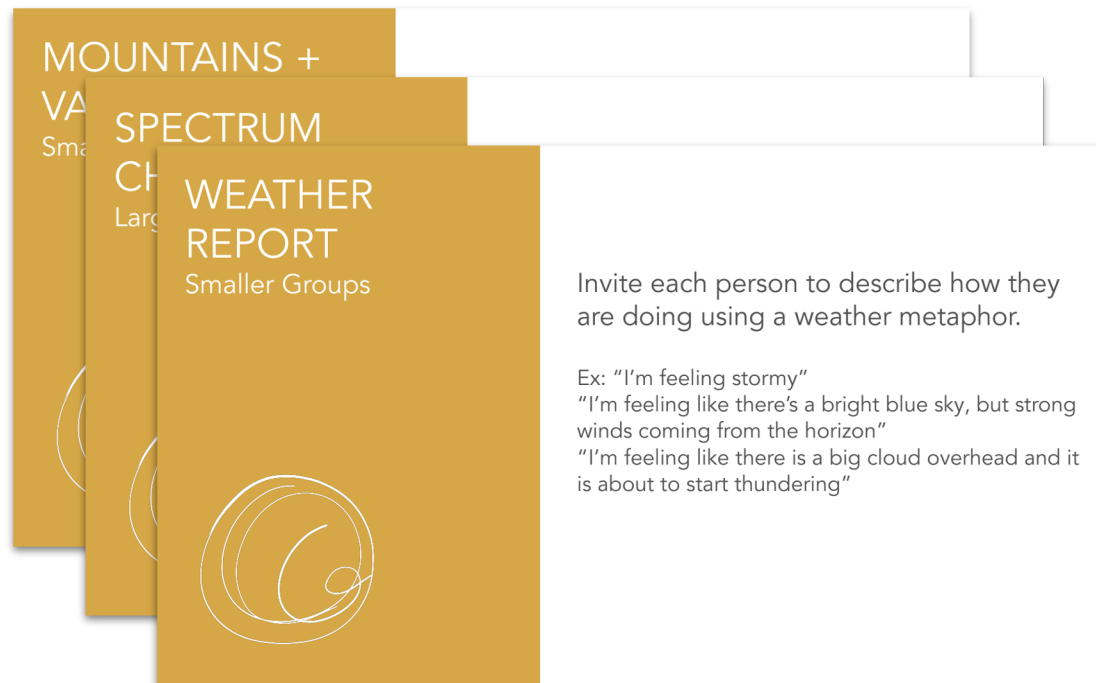 MOUNTAINS +
SPECTRUM
WEATHER
REPORT
Smaller Groups
Invite each person to describe how they
are doing using a weather metaphor.
Ex: “I’m feeling stormy”
“I’m feeling like there’s a bright blue sky, but strong
winds coming from the horizon”
“I’m feeling like there is a big cloud overhead and it
is about to start thundering”